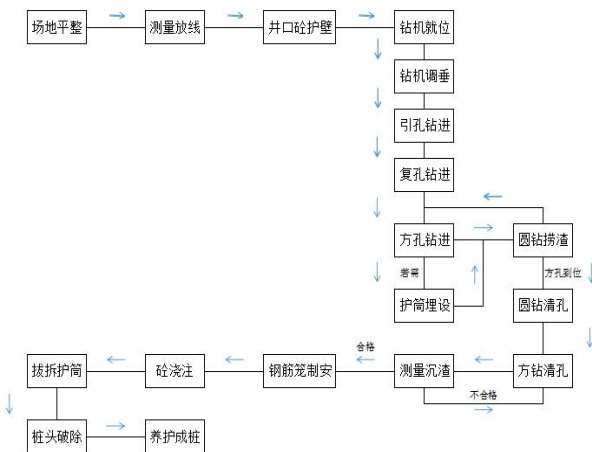 场地平整
测量放线
井口砼护壁
钻机就位
钻机调垂
引孔钻进
复孔钻进
方孔钻进
圆钻捞渣
若需
方孔到位
护筒埋设
圆钻清孔
合格
拔拆护筒
砼浇注
钢筋笼制安
测量沉渣
方钻清孔
不合格
桩头破除
养护成桩